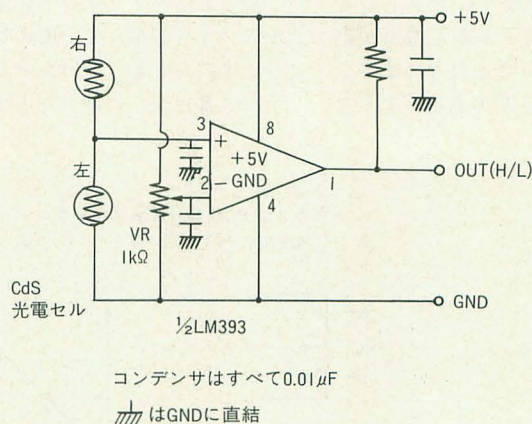 +5V
右
3
8
+
+5V
左
2
-GND
1
OUT(H/L)
4
VR
1kΩ
CdS
光電セル
GND
½LM393
コンデンサはすべて0.01μF
はGNDに直結